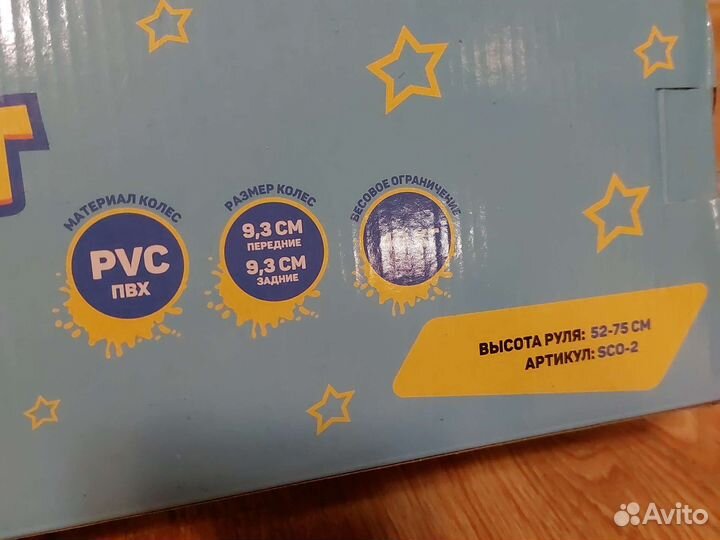 МАТЕРИАЛ КОЛЕС
PVC
ПВХ
РАЗМЕР КОЛЕС
9,3 СМ
ПЕРЕДНИЕ
9,3 СМ
ЗАДНИЕ
ВЕСОВОЕ ОГРАНИЧЕНИЕ
ВЫСОТА РУЛЯ: 52-75 СМ
АРТИКУЛ: SCO-2
Avito